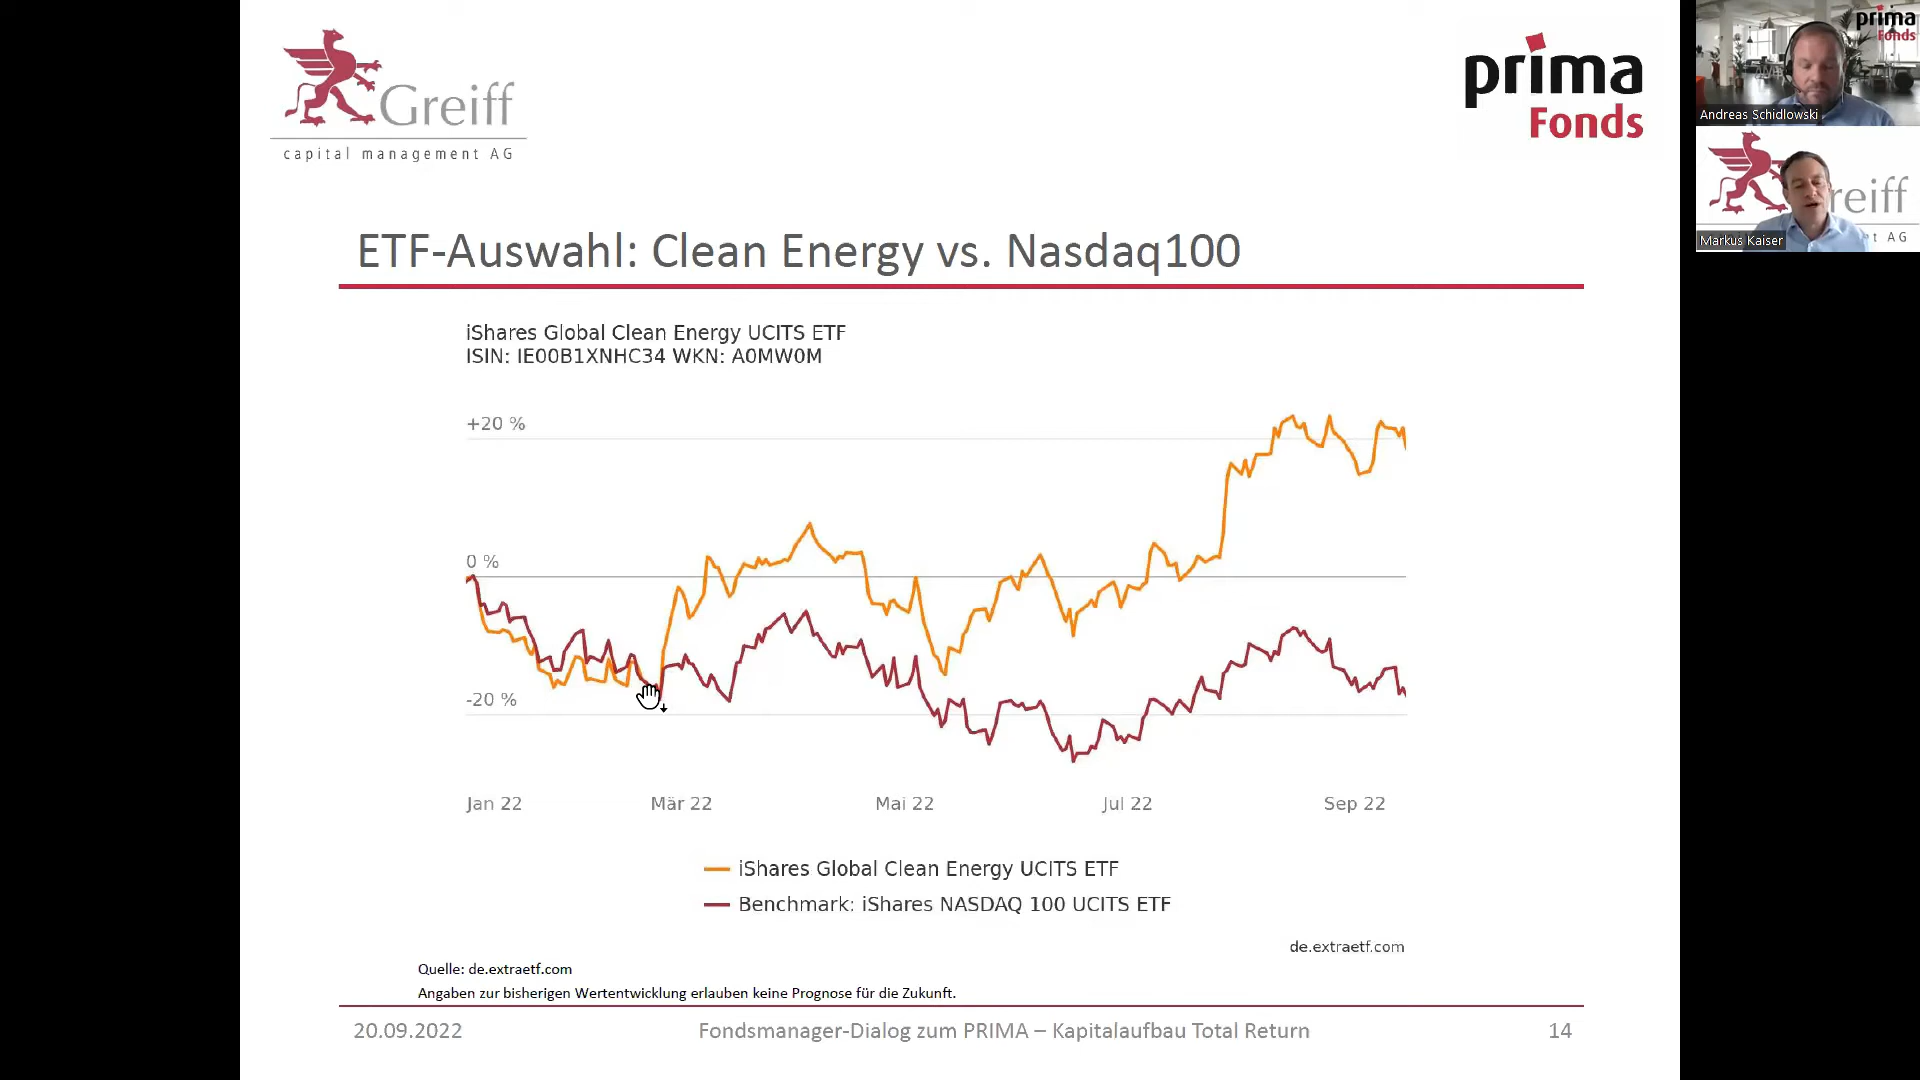 Greiff
capital management AG
prima
Fonds
prima
Fonds
Andreas Schidlowski
reiff
t AG
Markus Kaiser
ETF-Auswahl: Clean Energy vs. Nasdaq100
iShares Global Clean Energy UCITS ETF
ISIN: IE00B1XNHC34 WKN: A0MW0M
+20 %
0 %
-20 %
Jan 22 Mär 22 Mai 22 Jul 22 Sep 22
iShares Global Clean Energy UCITS ETF
Benchmark: iShares NASDAQ 100 UCITS ETF
de.extraetf.com
Quelle: de.extraetf.com
Angaben zur bisherigen Wertentwicklung erlauben keine Prognose für die Zukunft.
20.09.2022 Fondsmanager-Dialog zum PRIMA – Kapitalaufbau Total Return 14